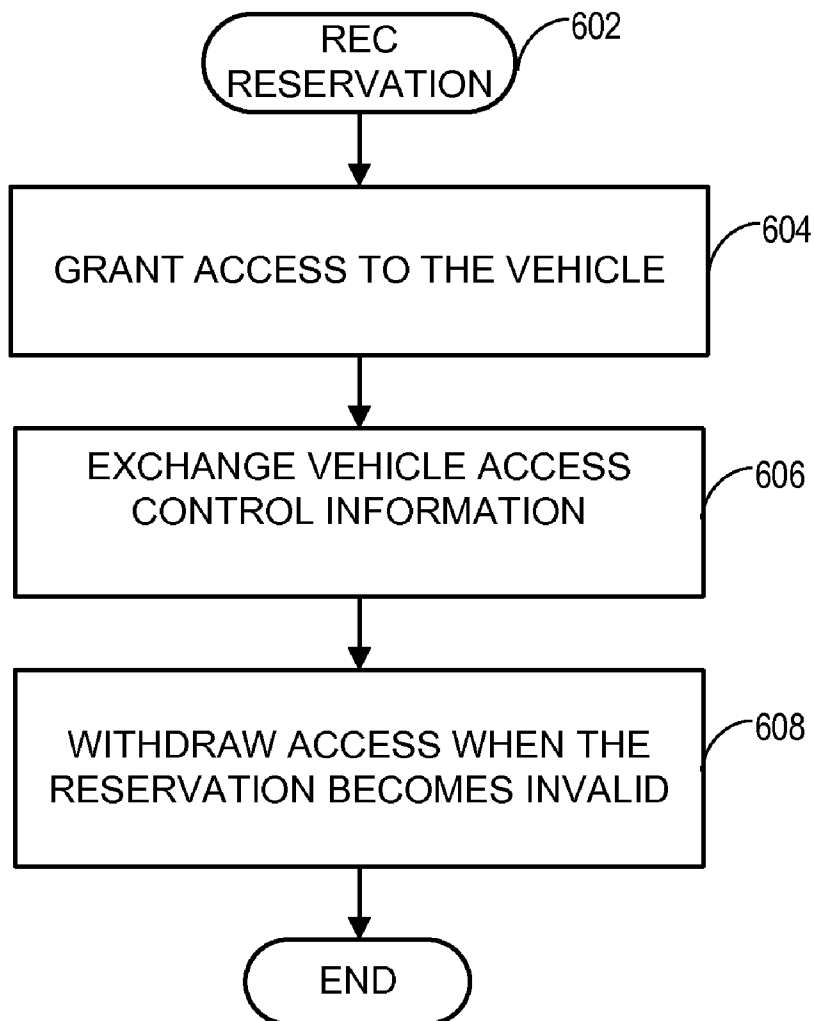 REC
RESERVATION
602
GRANT ACCESS TO THE VEHICLE
604
EXCHANGE VEHICLE ACCESS
CONTROL INFORMATION
606
WITHDRAW ACCESS WHEN THE
RESERVATION BECOMES INVALID
608
END